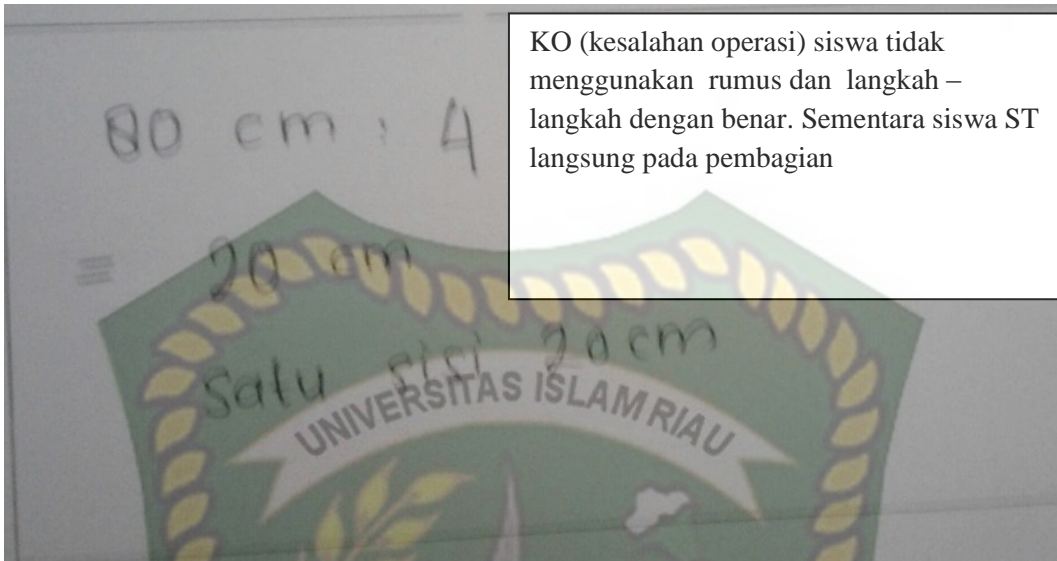 80 cm : 4
= 20 cm
Satu sisi 20 cm
KO (kesalahan operasi) siswa tidak
menggunakan rumus dan langkah –
langkah dengan benar. Sementara siswa ST
langsung pada pembagian
UNIVERSITAS ISLAM RIAU